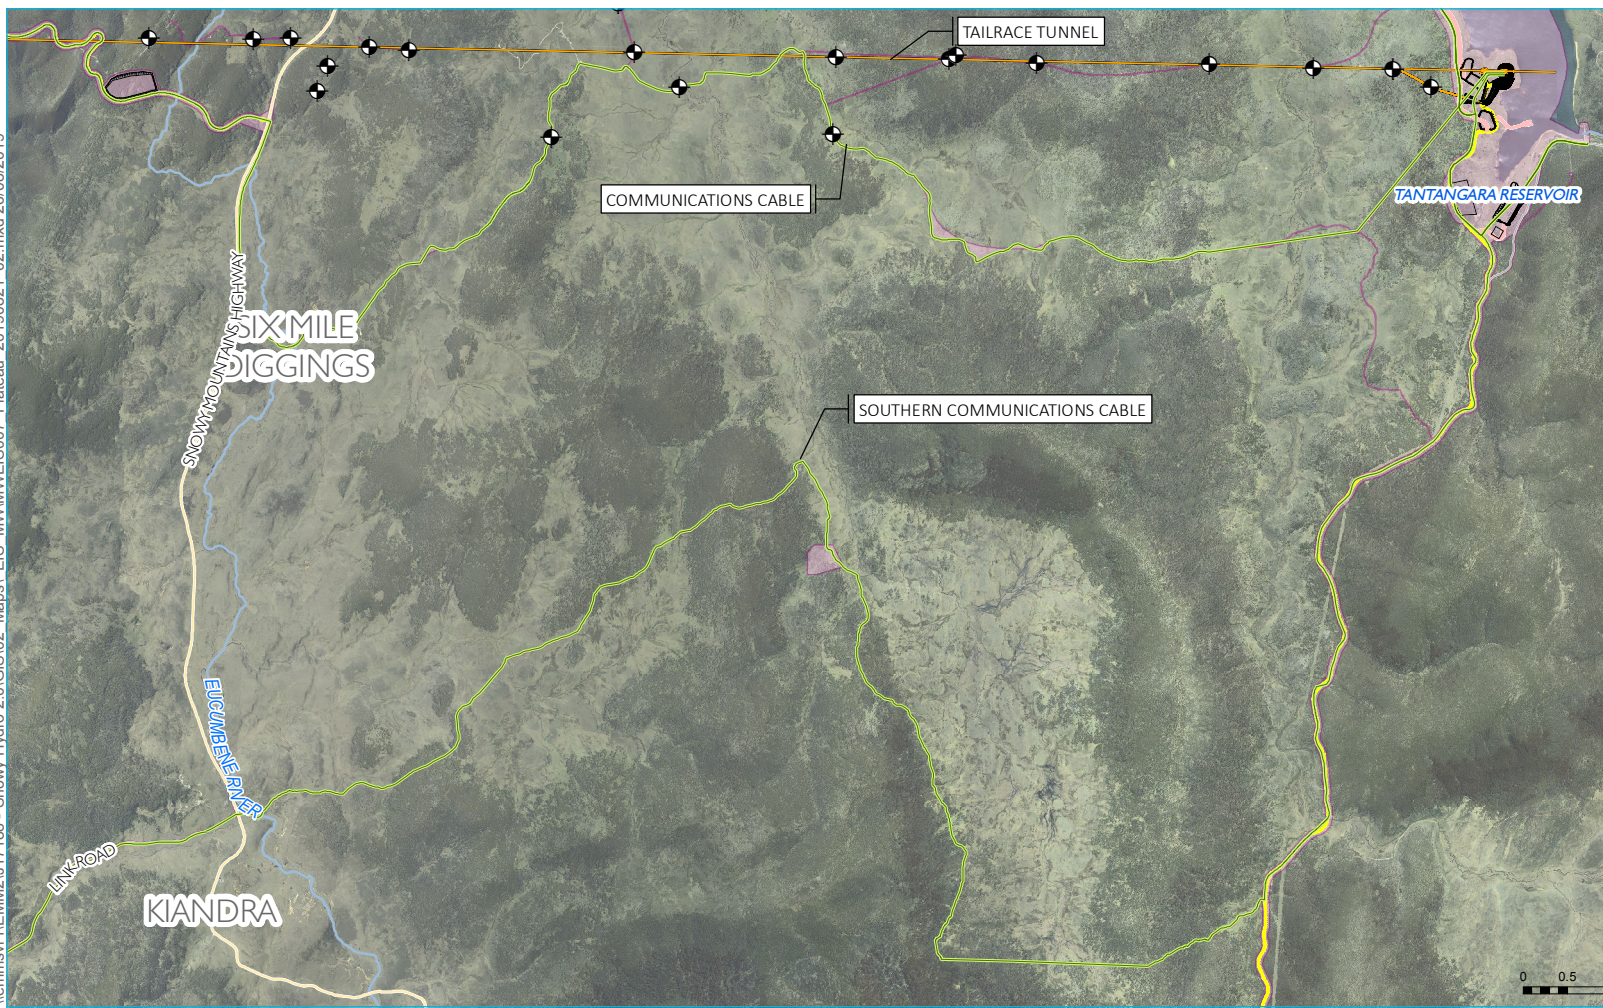 TAILRACE TUNNEL
COMMUNICATIONS CABLE
TANTANGARA RESERVOIR
SNOWY MOUNTAINS HIGHWAY
SIX MILE
DIGGINGS
SOUTHERN COMMUNICATIONS CABLE
EUCUMBENE RIVER
LINK ROAD
KIANDRA
0 0.5